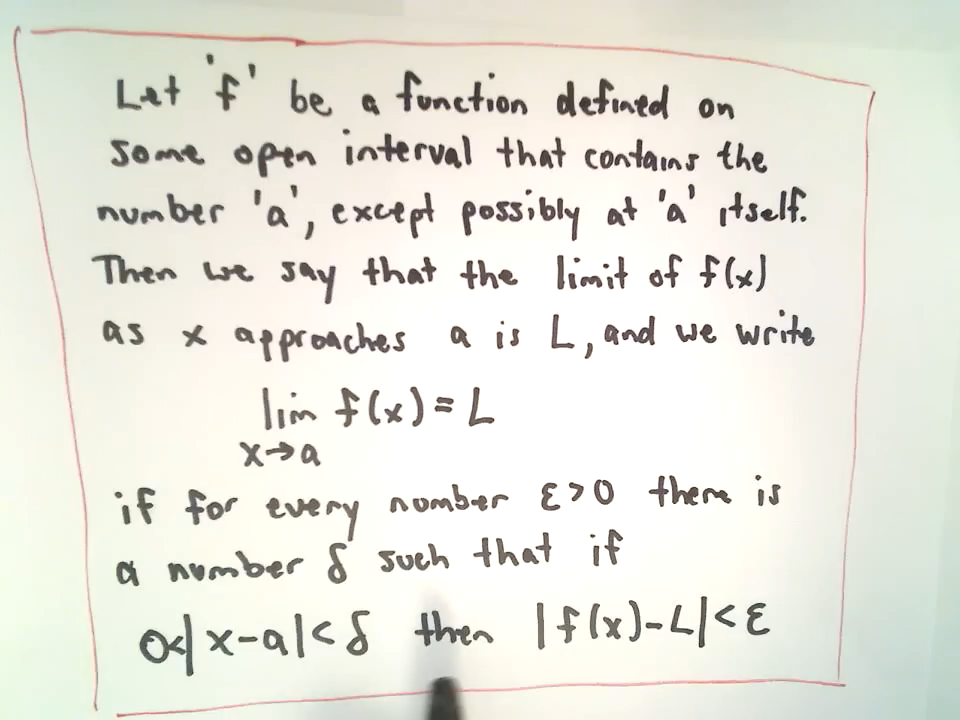 Let 'f' be a function defined on
some open interval that contains the
number 'a', except possibly at 'a' itself.
Then we say that the limit of f(x)
as x approaches a is L, and we write
lim f(x) = L
x→a
if for every number ε>0 there is
a number δ such that if
0<|x-a|<δ then |f(x)-L|<ε